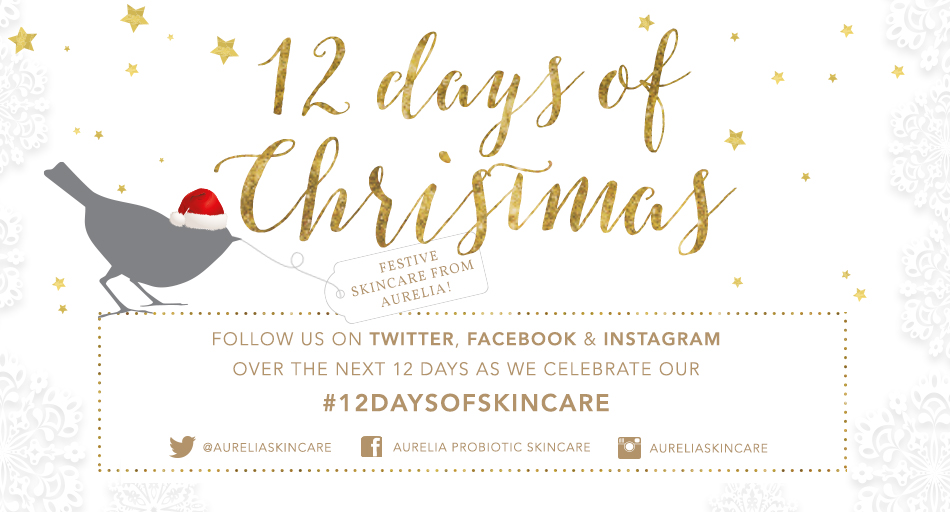 12 days of
Christmas
FESTIVE
SKINCARE FROM
AURELIA!
FOLLOW US ON TWITTER, FACEBOOK & INSTAGRAM
OVER THE NEXT 12 DAYS AS WE CELEBRATE OUR
#12DAYSOFSKINCARE
@AURELIASKINCARE AURELIA PROBIOTIC SKINCARE AURELIASKINCARE